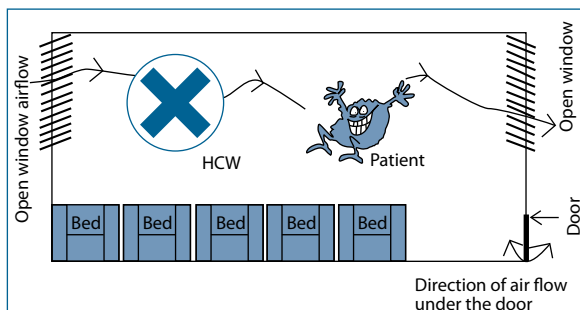 Open window airflow
HCW
Patient
Open window
Bed
Bed
Bed
Bed
Bed
Door
Direction of air flow
under the door